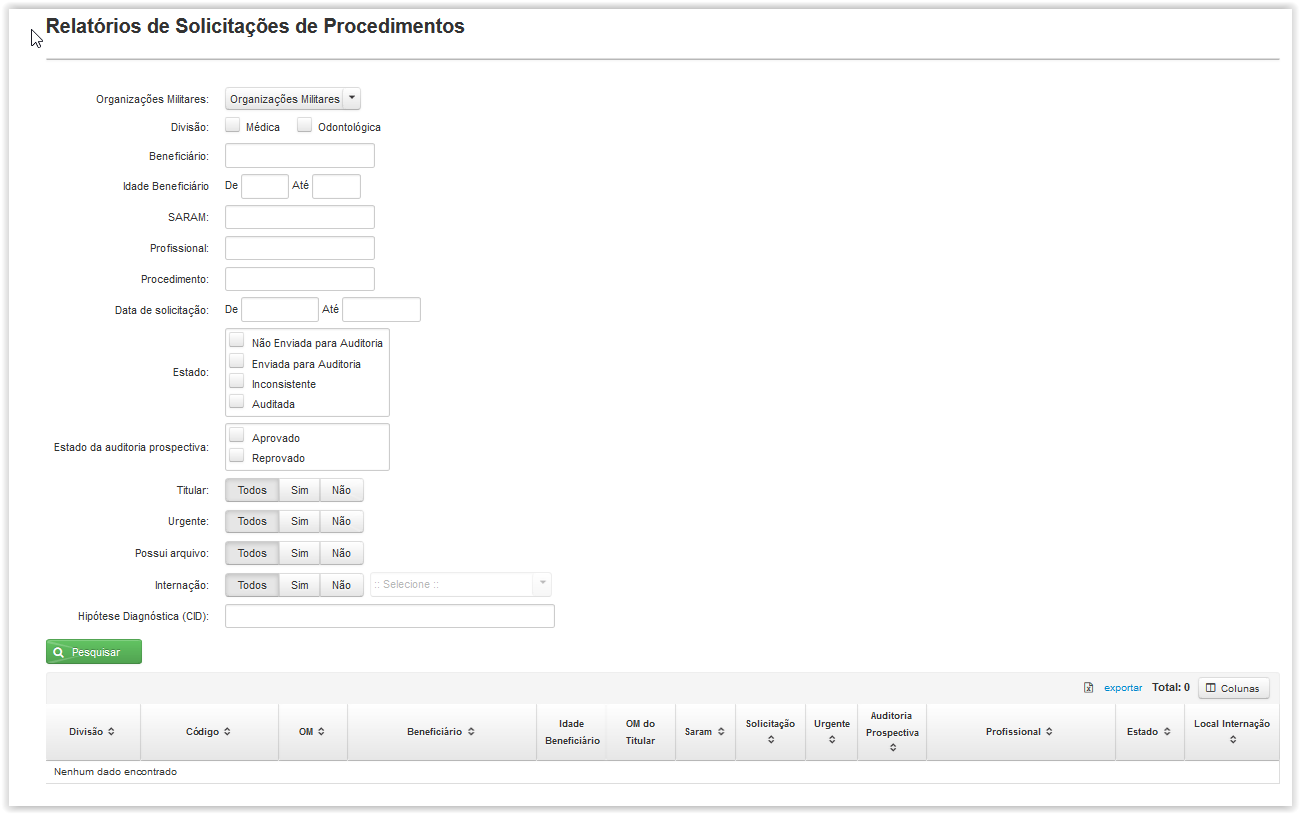 Relatórios de Solicitações de Procedimentos
Organizações Militares: Organizações Militares
Divisão: Médica Odontológica
Beneficiário:
Idade Beneficiário De Até
SARAM:
Profissional:
Procedimento:
Data de solicitação: De Até
Não Enviada para Auditoria
Enviada para Auditoria
Estado:
Inconsistente
Auditada
Aprovado
Estado da auditoria prospectiva:
Reprovado
Titular: Todos Sim Não
Urgente: Todos Sim Não
Possui arquivo: Todos Sim Não
Internação: Todos Sim Não :: Selecione ::
Hipótese Diagnóstica (CID):
Pesquisar
exportar Total: 0 Colunas
Divisão Código OM Beneficiário Idade Beneficiário OM do Titular Saram Solicitação Urgente Auditoria Prospectiva Profissional Estado Local Internação
Nenhum dado encontrado